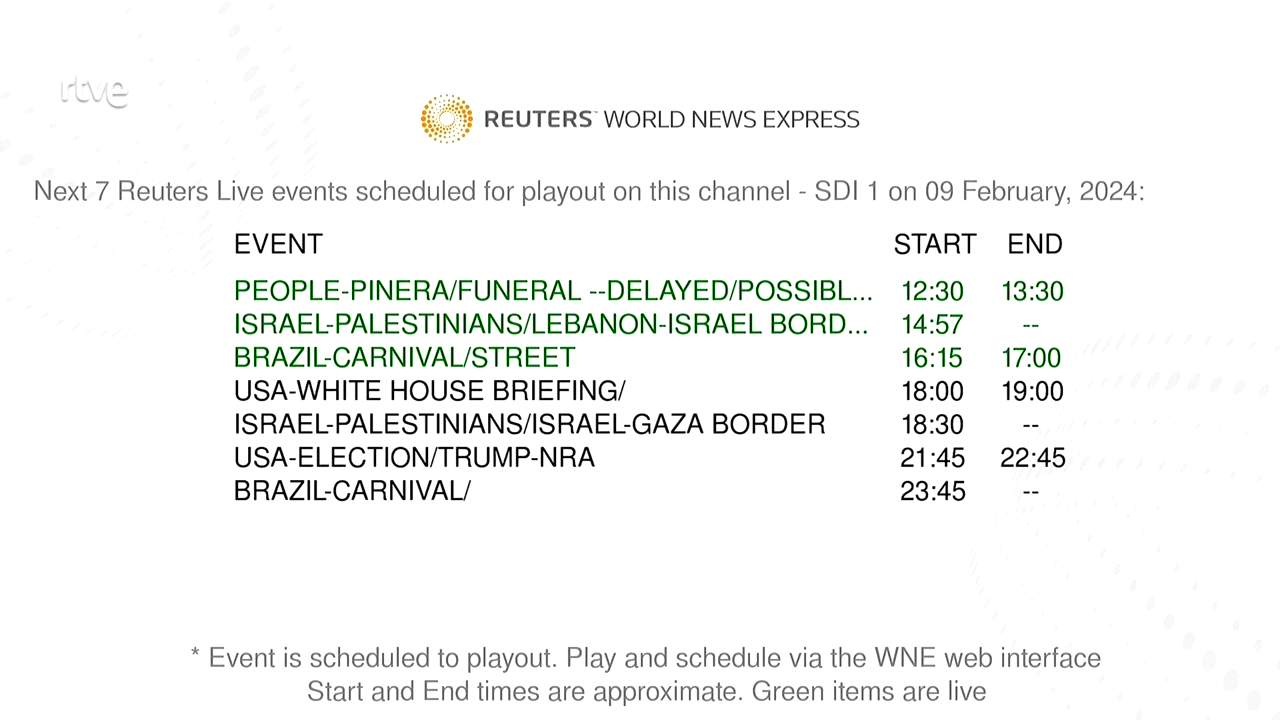 rtve
REUTERS™ WORLD NEWS EXPRESS
Next 7 Reuters Live events scheduled for playout on this channel - SDI 1 on 09 February, 2024:
EVENT START END
PEOPLE-PINERA/FUNERAL --DELAYED/POSSIBL... 12:30 13:30
ISRAEL-PALESTINIANS/LEBANON-ISRAEL BORD... 14:57 --
BRAZIL-CARNIVAL/STREET 16:15 17:00
USA-WHITE HOUSE BRIEFING/ 18:00 19:00
ISRAEL-PALESTINIANS/ISRAEL-GAZA BORDER 18:30 --
USA-ELECTION/TRUMP-NRA 21:45 22:45
BRAZIL-CARNIVAL/ 23:45 --
* Event is scheduled to playout. Play and schedule via the WNE web interface
Start and End times are approximate. Green items are live